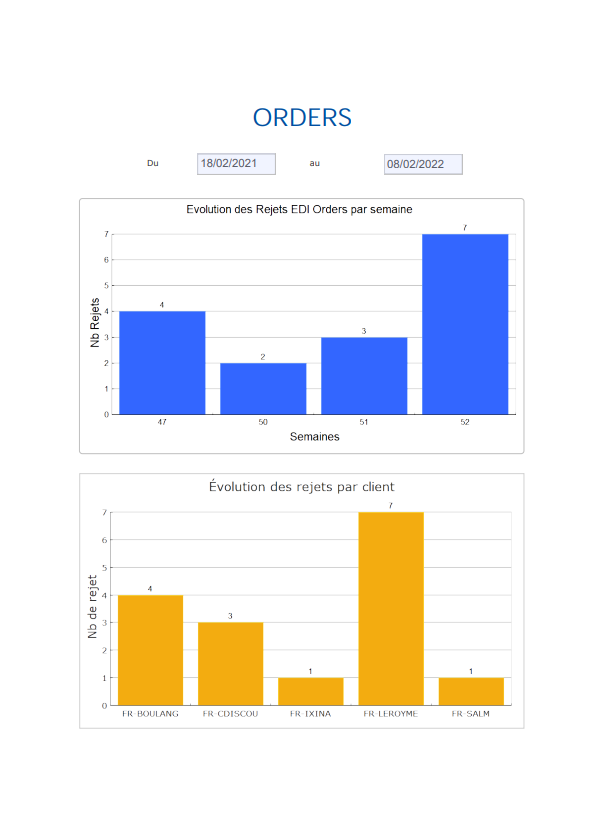 ORDERS
Du 18/02/2021 au 08/02/2022
Evolution des Rejets EDI Orders par semaine
Nb Rejets
7
6
5
4
3
2
1
0
4
2
3
7
47 50 51 52
Semaines
Évolution des rejets par client
Nb de rejet
7
6
5
4
3
2
1
0
4
3
1
7
1
FR-BOULANG FR-CDISCOU FR-IXINA FR-LEROYME FR-SALM